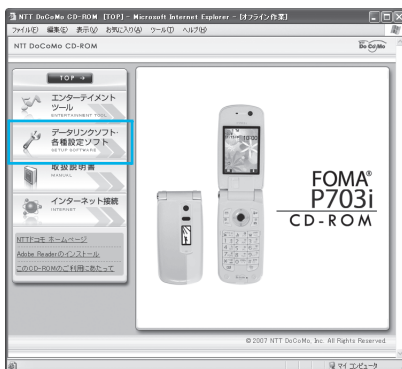 NTT DoCoMo CD-ROM [TOP] - Microsoft Internet Explorer - [オフライン作業]
ファイル(F) 編集(E) 表示(V) お気に入り(A) ツール(T) ヘルプ(H)
NTT DoCoMo CD-ROM
DoCoMo
TOP
エンターテイメント
ツール
ENTERTAINMENT TOOL
データリンクソフト・
各種設定ソフト
SETUP SOFTWARE
取扱説明書
MANUAL
インターネット接続
INTERNET
NTTドコモ ホームページ
Adobe Readerのインストール
このCD-ROMのご利用にあたって
FOMA®
P703i
CD-ROM
© 2007 NTT DoCoMo, Inc. All Rights Reserved.
マイ コンピュータ